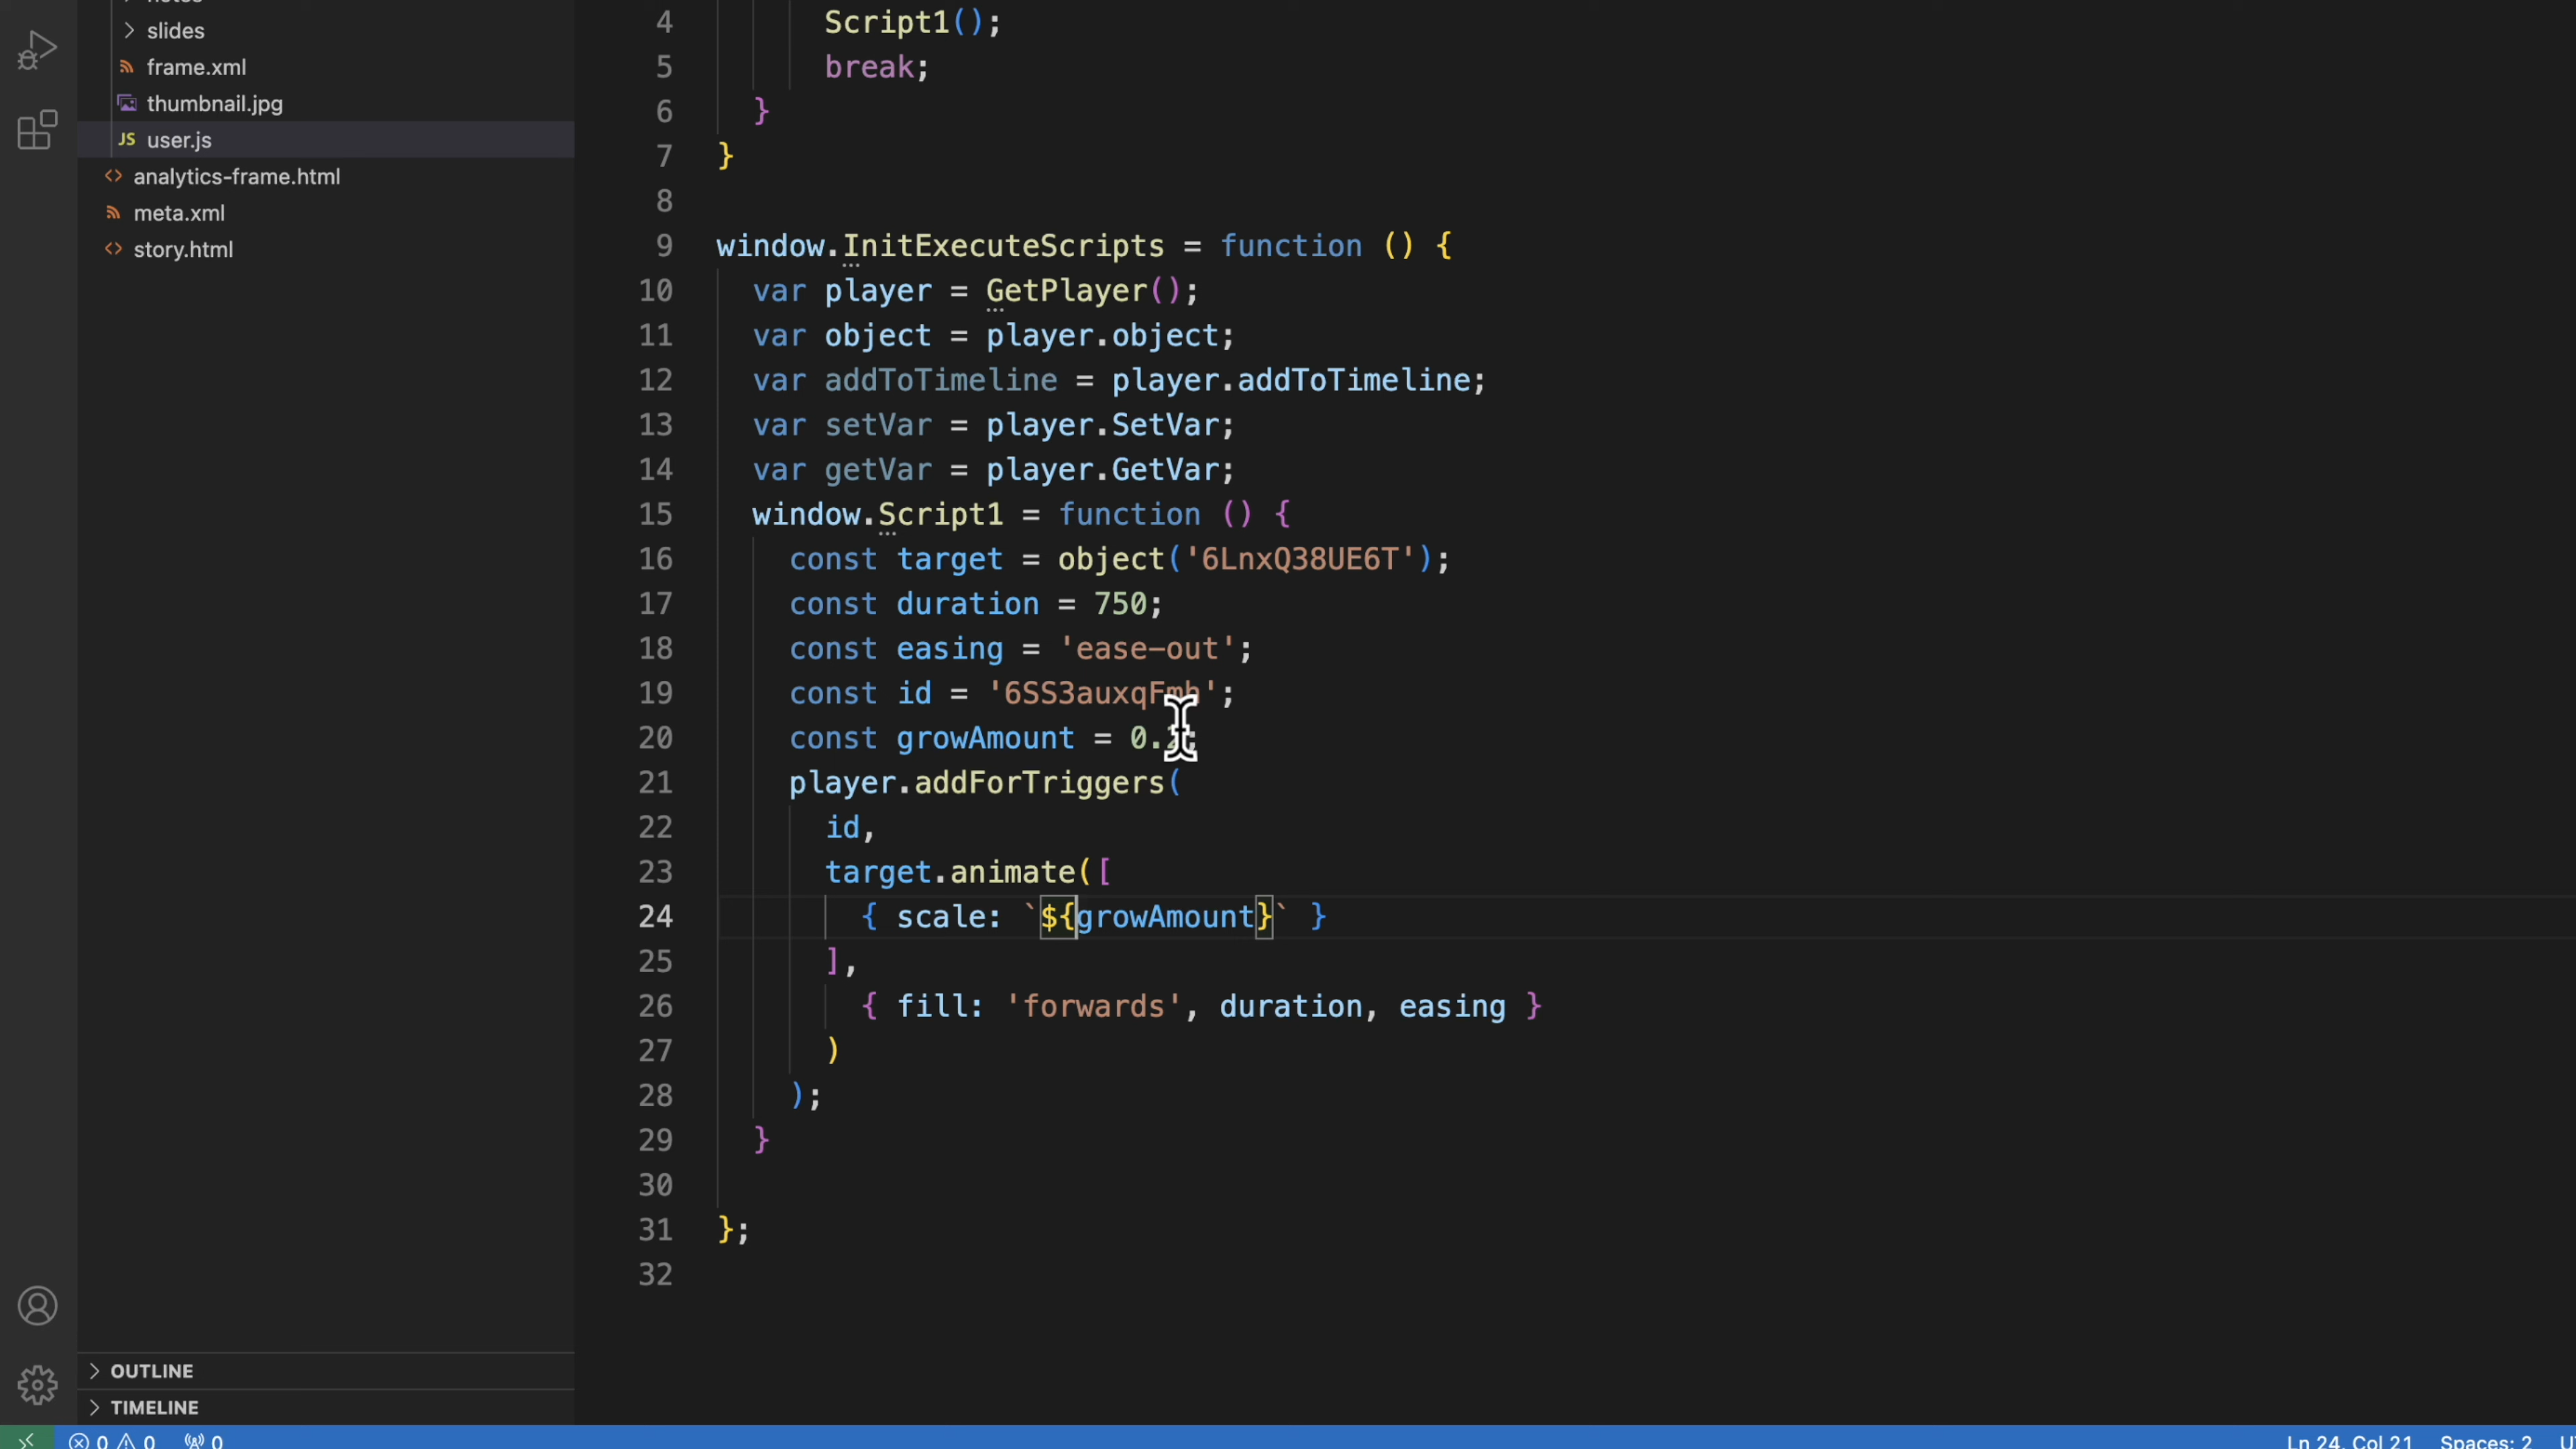 notes
slides
frame.xml
thumbnail.jpg
JS user.js
analytics-frame.html
meta.xml
story.html
OUTLINE
TIMELINE
4 Script1();
5 break;
6 }
7 }
8
9 window.InitExecuteScripts = function () {
10 var player = GetPlayer();
11 var object = player.object;
12 var addToTimeline = player.addToTimeline;
13 var setVar = player.SetVar;
14 var getVar = player.GetVar;
15 window.Script1 = function () {
16 const target = object('6LnxQ38UE6T');
17 const duration = 750;
18 const easing = 'ease-out';
19 const id =
20 const growAmount =
21 player.addForTriggers(
22 id,
23 target.animate([
24 { scale: `${growAmount}` }
25 ],
26 { fill: 'forwards', duration, easing }
27 )
28 );
29 }
30
31 };
32
0 0 0
Ln 24, Col 21 Spaces: 2